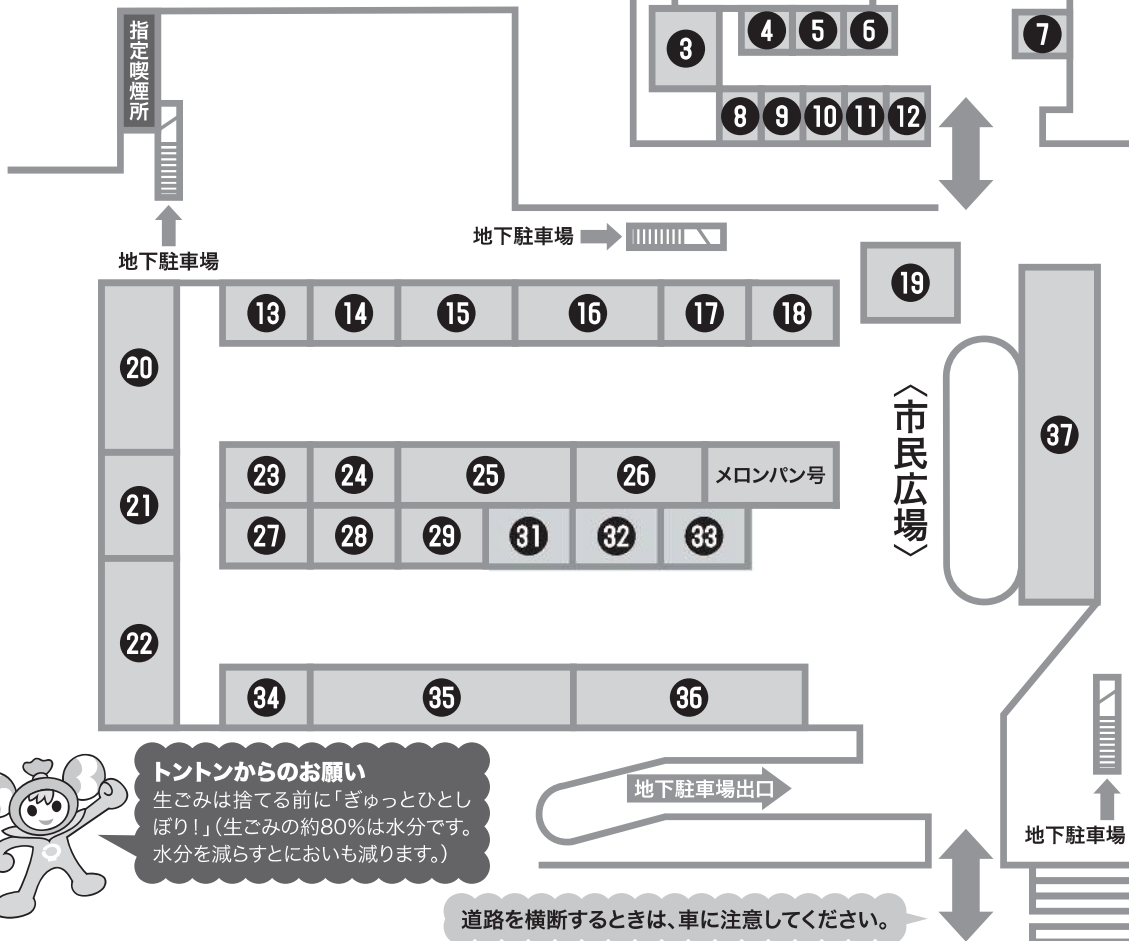 指定喫煙所
3
4
5
6
7
8
9
10
11
12
地下駐車場
地下駐車場
13
14
15
16
17
18
19
20
21
22
23
24
25
26
メロンパン号
27
28
29
31
32
33
〈市民広場〉
37
34
35
36
トントンからのお願い
生ごみは捨てる前に「ぎゅっとひとし
ぼり！」（生ごみの約80％は水分です。
水分を減らすとにおいも減ります。）
地下駐車場出口
地下駐車場
道路を横断するときは、車に注意してください。